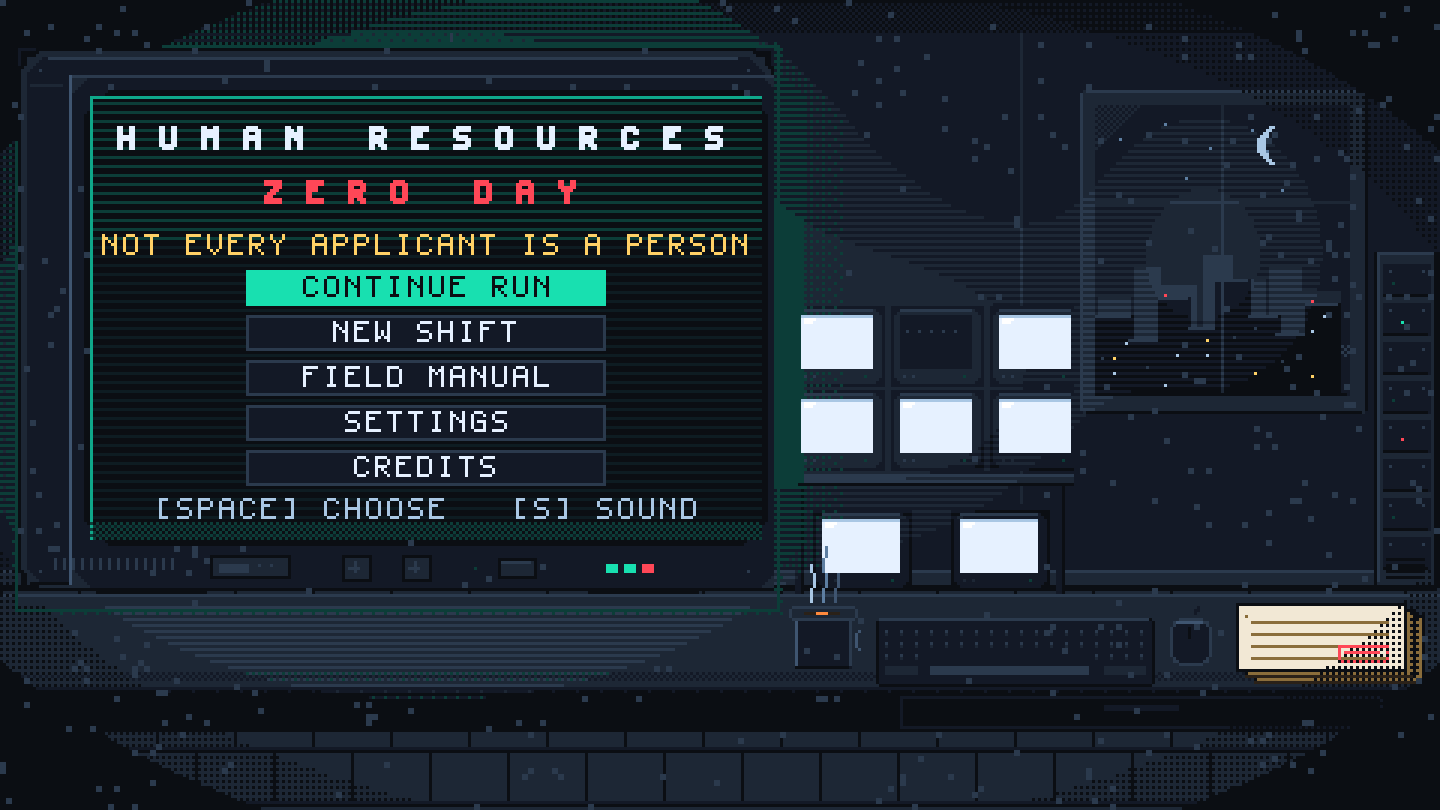 HUMAN RESOURCES
ZERO DAY
NOT EVERY APPLICANT IS A PERSON
CONTINUE RUN
NEW SHIFT
FIELD MANUAL
SETTINGS
CREDITS
[SPACE] CHOOSE [S] SOUND